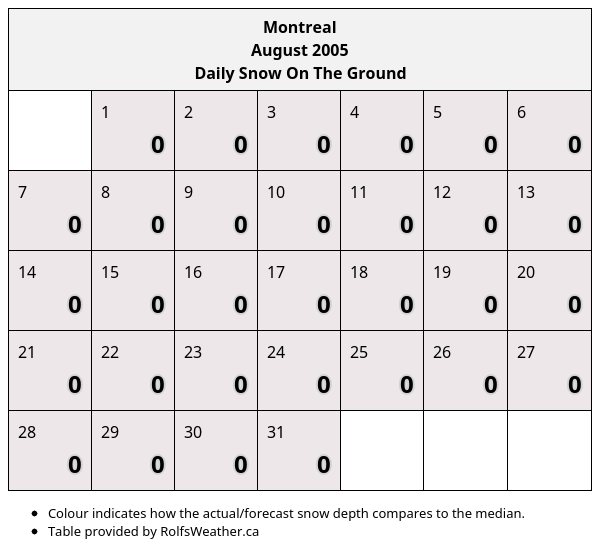 Montreal
August 2005
Daily Snow On The Ground
1 2 3 4 5 6
0 0 0 0 0 0
7 8 9 10 11 12 13
0 0 0 0 0 0 0
14 15 16 17 18 19 20
0 0 0 0 0 0 0
21 22 23 24 25 26 27
0 0 0 0 0 0 0
28 29 30 31
0 0 0 0
• Colour indicates how the actual/forecast snow depth compares to the median.
• Table provided by RolfsWeather.ca